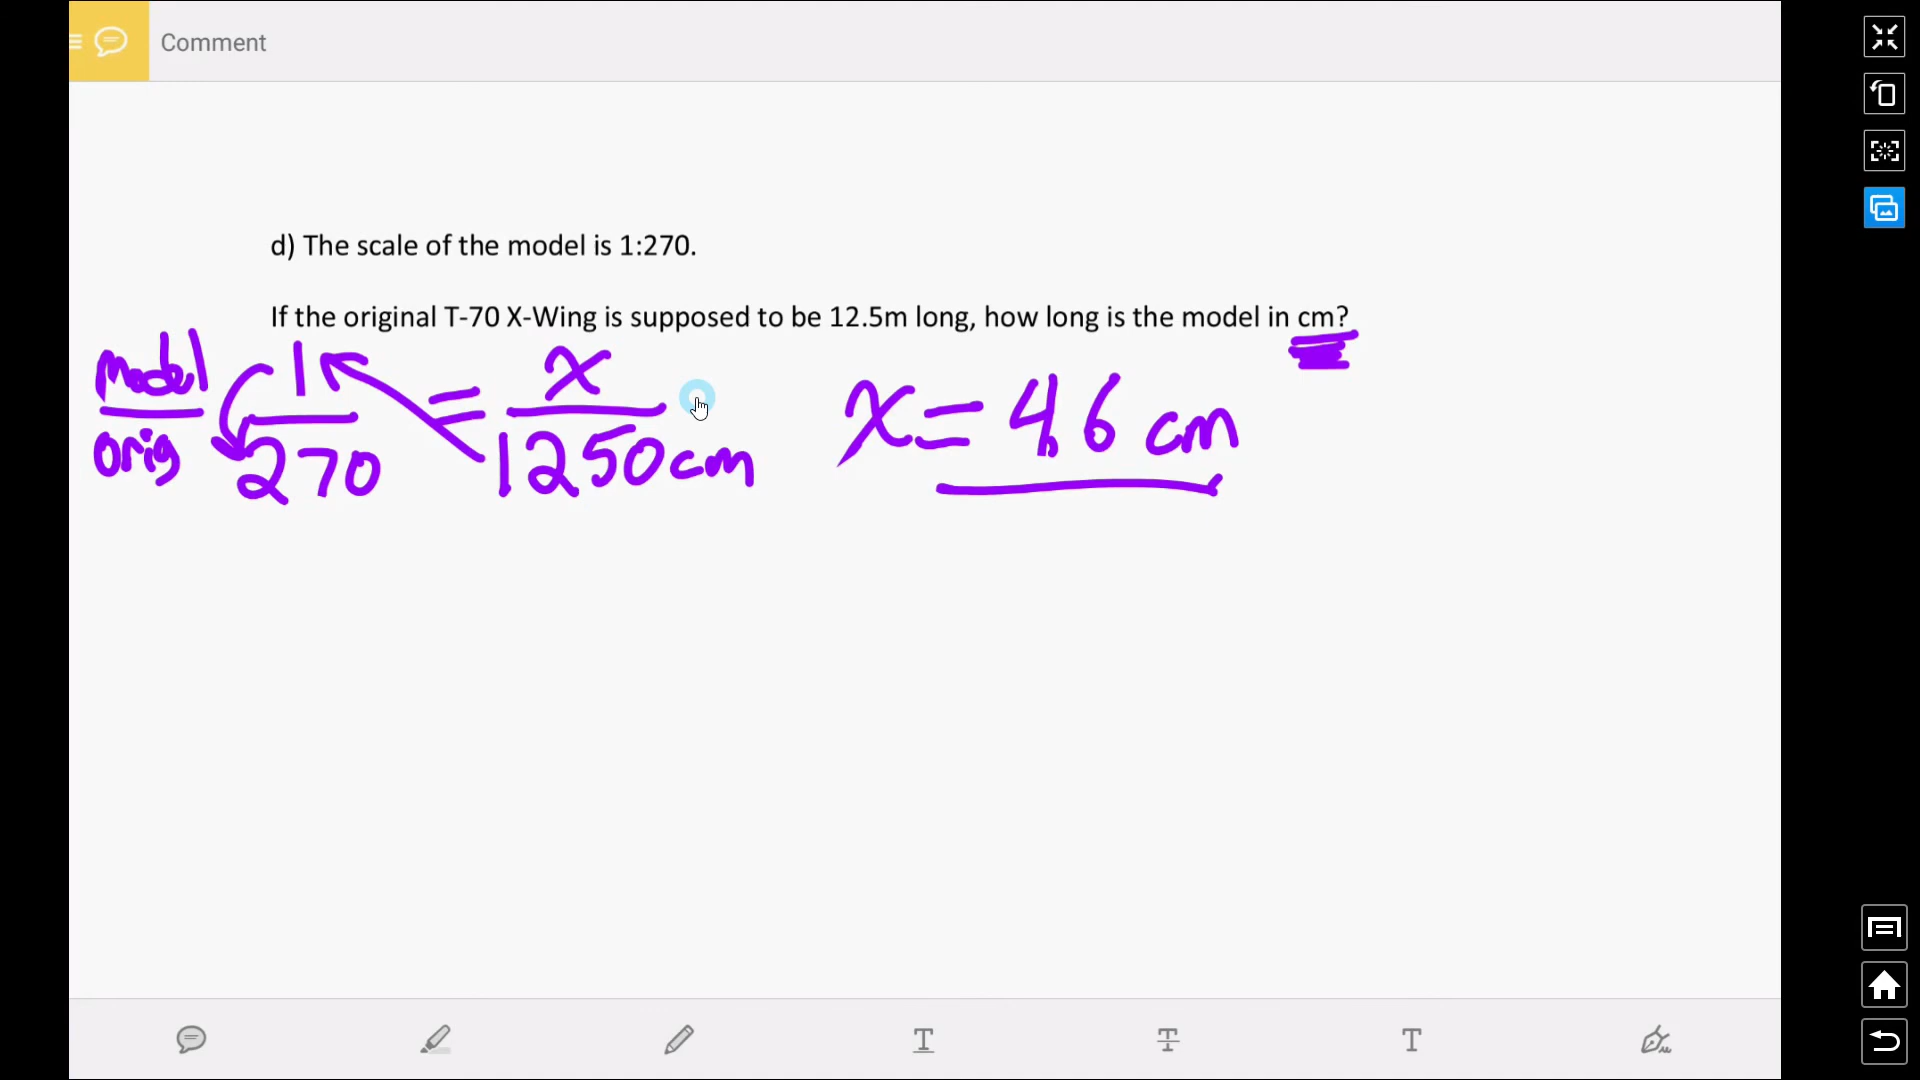 Comment
d) The scale of the model is 1:270.
If the original T-70 X-Wing is supposed to be 12.5m long, how long is the model in cm?
model 1 = x
orig 270 1250cm
x = 4.6 cm